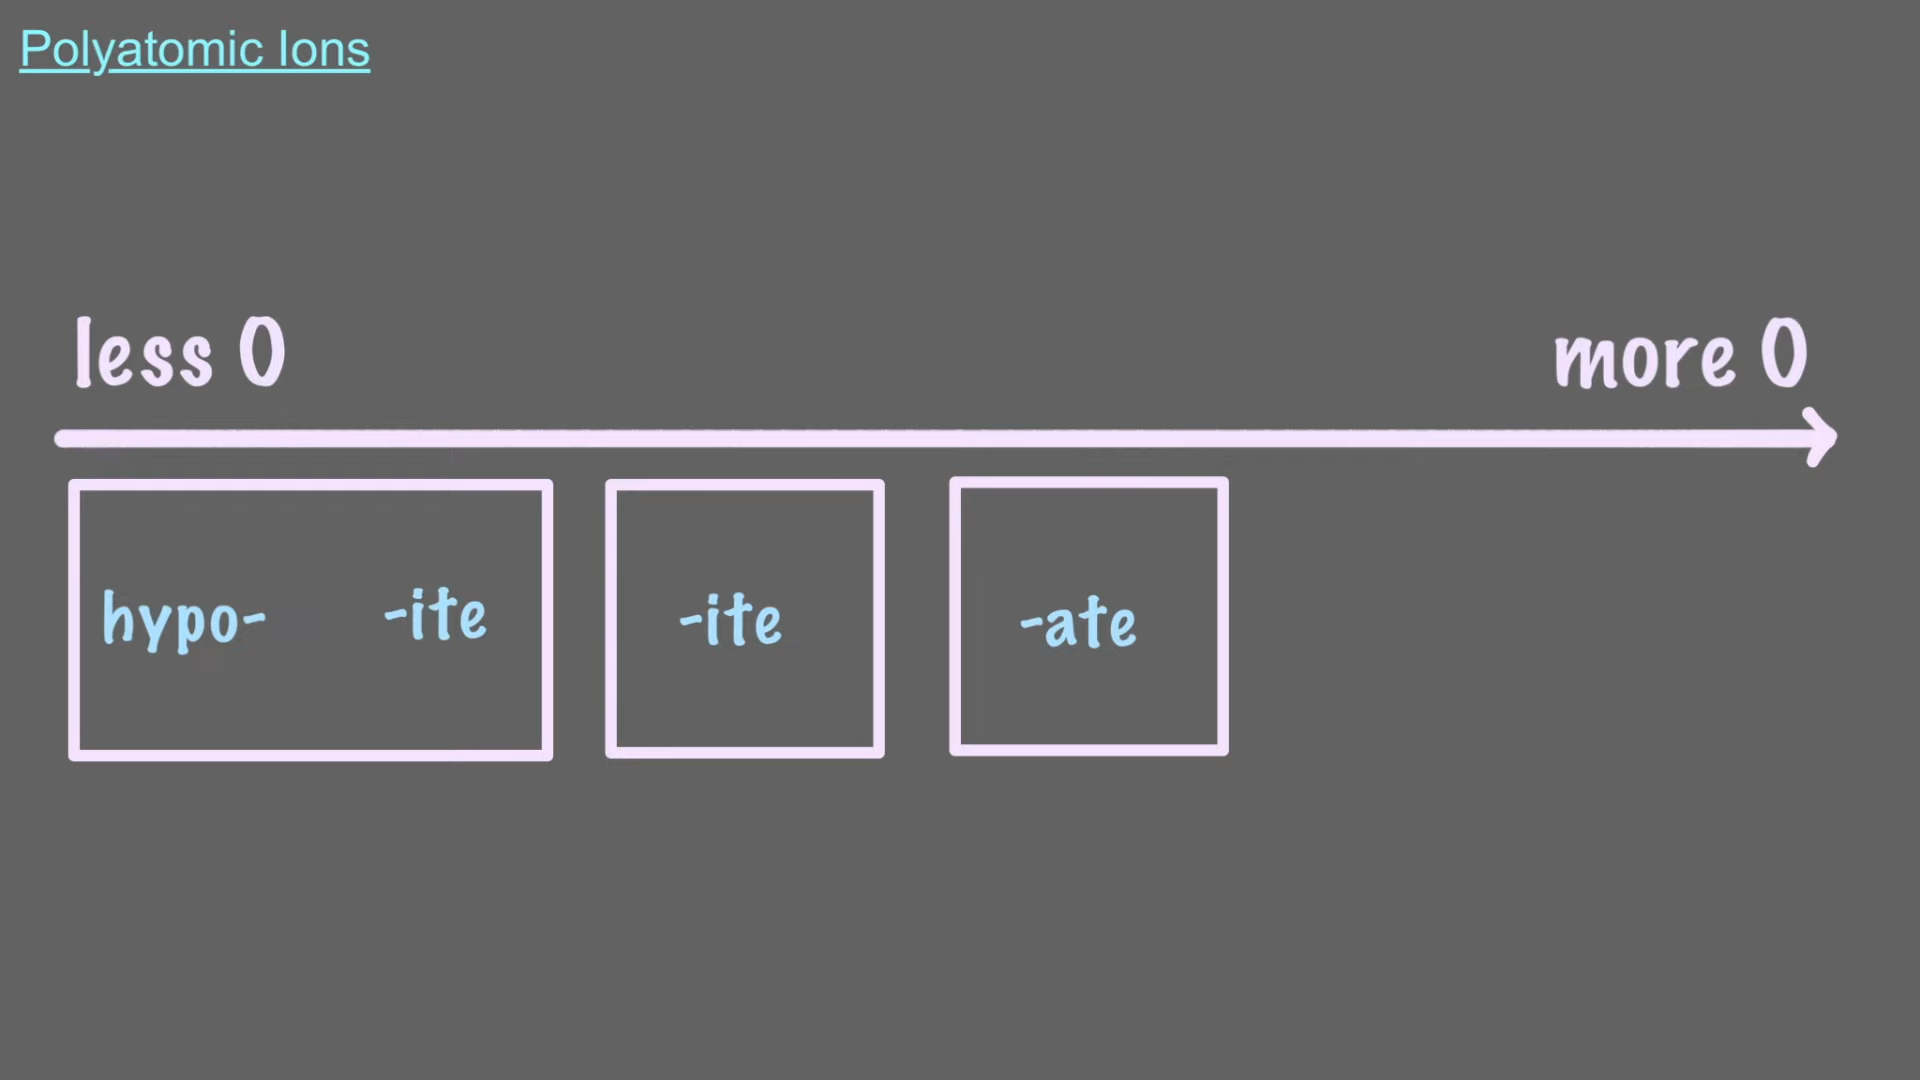 Polyatomic Ions
less O
more O
hypo- -ite
-ite
-ate